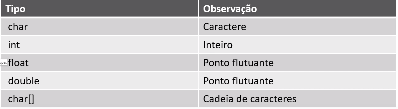 Tipo Observação
char Caractere
int Inteiro
float Ponto flutuante
double Ponto flutuante
char[] Cadeia de caracteres